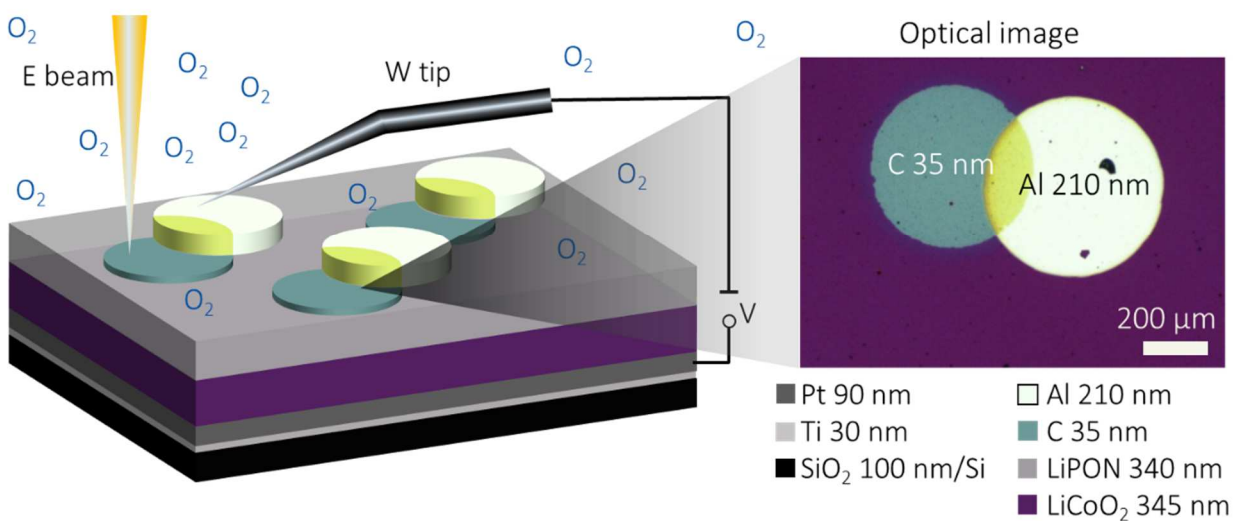 O₂
E beam
O₂
O₂
O₂
O₂
O₂
O₂
W tip
O₂
O₂
O₂
O₂
O₂
O₂
V
Optical image
C 35 nm
Al 210 nm
200 µm
Pt 90 nm
Ti 30 nm
SiO₂ 100 nm/Si
Al 210 nm
C 35 nm
LiPON 340 nm
LiCoO₂ 345 nm